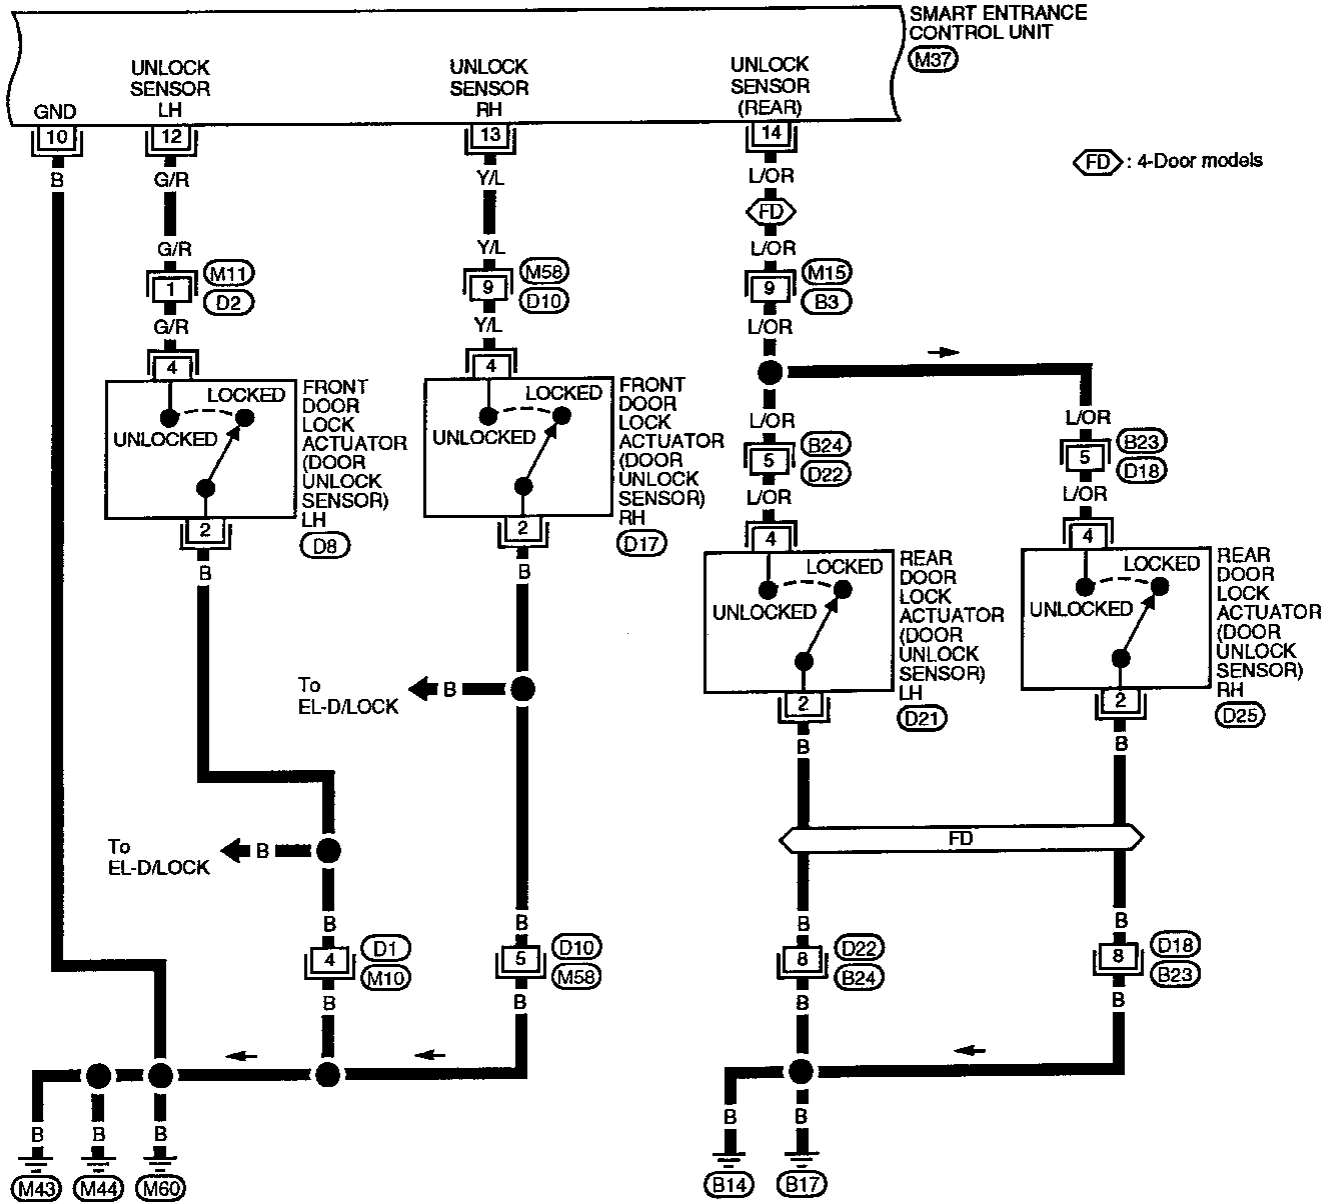 SMART ENTRANCE
CONTROL UNIT
M37
UNLOCK
SENSOR
LH
UNLOCK
SENSOR
RH
UNLOCK
SENSOR
(REAR)
GND
10
12
13
14
FD : 4-Door models
B
G/R
Y/L
L/OR
FD
G/R
Y/L
L/OR
1
M11
D2
9
M58
D10
9
M15
B3
G/R
Y/L
L/OR
4
4
LOCKED
UNLOCKED
FRONT
DOOR
LOCK
ACTUATOR
(DOOR
UNLOCK
SENSOR)
LH
D8
LOCKED
UNLOCKED
FRONT
DOOR
LOCK
ACTUATOR
(DOOR
UNLOCK
SENSOR)
RH
D17
L/OR
L/OR
5
B24
D22
5
B23
D18
L/OR
L/OR
2
2
4
4
B
B
LOCKED
UNLOCKED
REAR
DOOR
LOCK
ACTUATOR
(DOOR
UNLOCK
SENSOR)
LH
D21
LOCKED
UNLOCKED
REAR
DOOR
LOCK
ACTUATOR
(DOOR
UNLOCK
SENSOR)
RH
D25
To
EL-D/LOCK
B
2
2
B
B
To
EL-D/LOCK
B
FD
B
B
B
B
4
D1
M10
5
D10
M58
8
D22
B24
8
D18
B23
B
B
B
B
B
B
B
B
B
M43
M44
M60
B14
B17